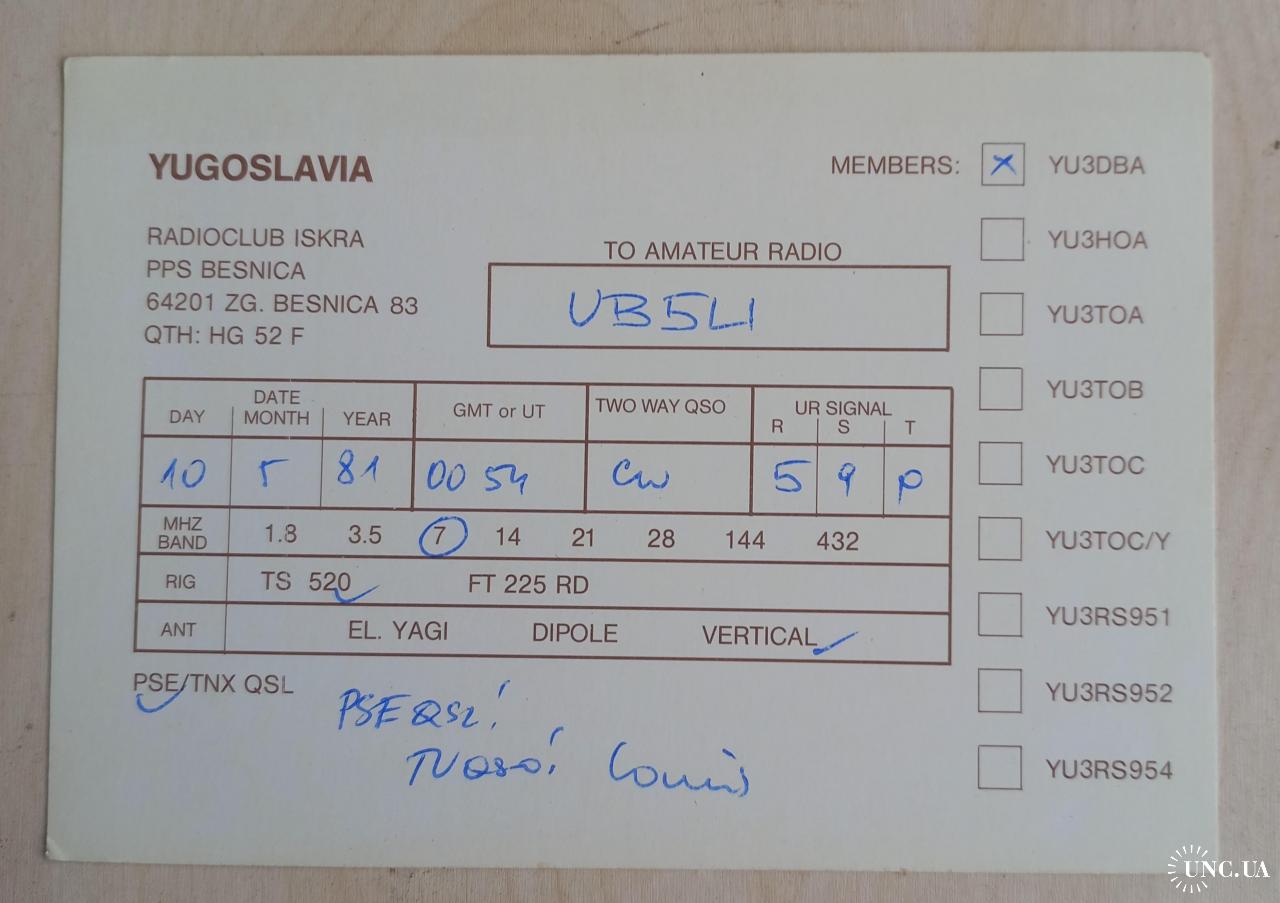 YUGOSLAVIA
RADIOCLUB ISKRA
PPS BESNICA
64201 ZG. BESNICA 83
QTH: HG 52 F
MEMBERS: X YU3DBA
YU3HOA
YU3TOA
YU3TOB
YU3TOC
YU3TOC/Y
YU3RS951
YU3RS952
YU3RS954
TO AMATEUR RADIO
UB5LI
DATE
DAY MONTH YEAR GMT or UT TWO WAY QSO UR SIGNAL
R S T
10 5 81 00 54 CW 5 9 p
MHZ BAND 1.8 3.5 7 14 21 28 144 432
RIG TS 520 FT 225 RD
ANT EL. YAGI DIPOLE VERTICAL
PSE/TNX QSL
PSE QSL!
TU QSO!
UNC.UA